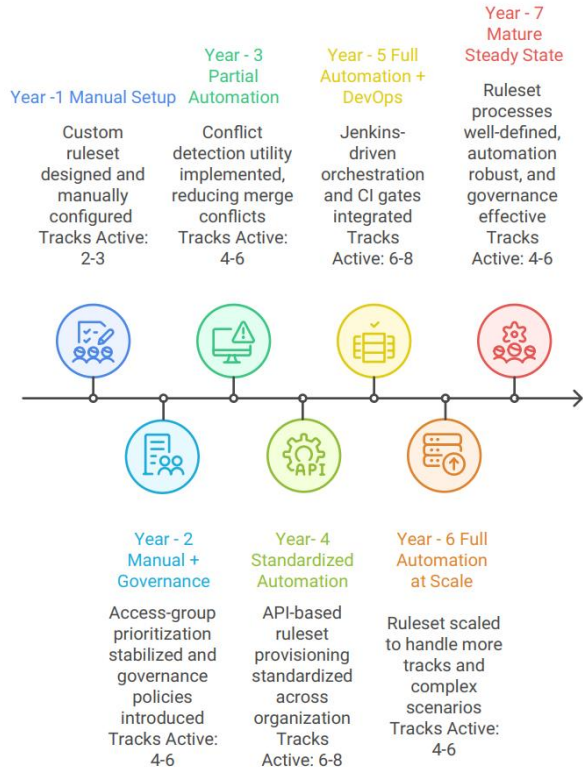 Year -1 Manual Setup
Custom
ruleset
designed and
manually
configured
Tracks Active:
2-3
Year - 3
Partial
Automation
Conflict
detection utility
implemented,
reducing merge
conflicts
Tracks Active:
4-6
Year - 5 Full
Automation +
DevOps
Jenkins-
driven
orchestration
and CI gates
integrated
Tracks
Active: 6-8
Year - 7
Mature
Steady State
Ruleset
processes
well-defined,
automation
robust, and
governance
effective
Tracks
Active: 4-6
API
Year - 2
Manual +
Governance
Access-group
prioritization
stabilized and
governance
policies
introduced
Tracks Active:
4-6
Year- 4
Standardized
Automation
API-based
ruleset
provisioning
standardized
across
organization
Tracks
Active: 6-8
Year - 6 Full
Automation
at Scale
Ruleset scaled
to handle more
tracks and
complex
scenarios
Tracks Active:
4-6